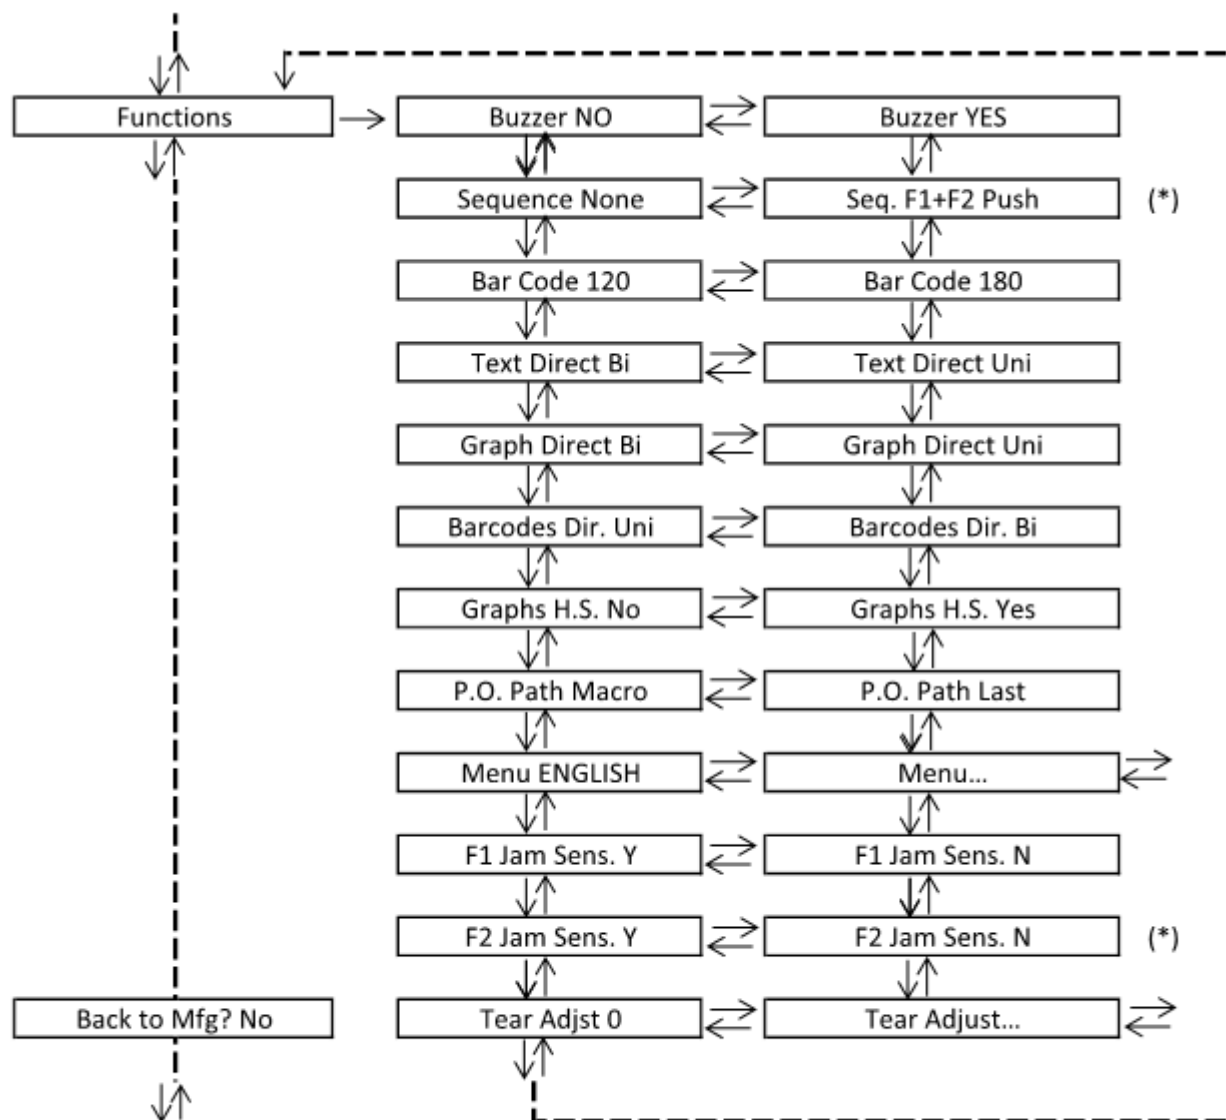 Functions
Buzzer NO
Buzzer YES
Sequence None
Seq. F1+F2 Push
(*)
Bar Code 120
Bar Code 180
Text Direct Bi
Text Direct Uni
Graph Direct Bi
Graph Direct Uni
Barcodes Dir. Uni
Barcodes Dir. Bi
Graphs H.S. No
Graphs H.S. Yes
P.O. Path Macro
P.O. Path Last
Menu ENGLISH
Menu...
F1 Jam Sens. Y
F1 Jam Sens. N
F2 Jam Sens. Y
F2 Jam Sens. N
(*)
Back to Mfg? No
Tear Adjst 0
Tear Adjust...